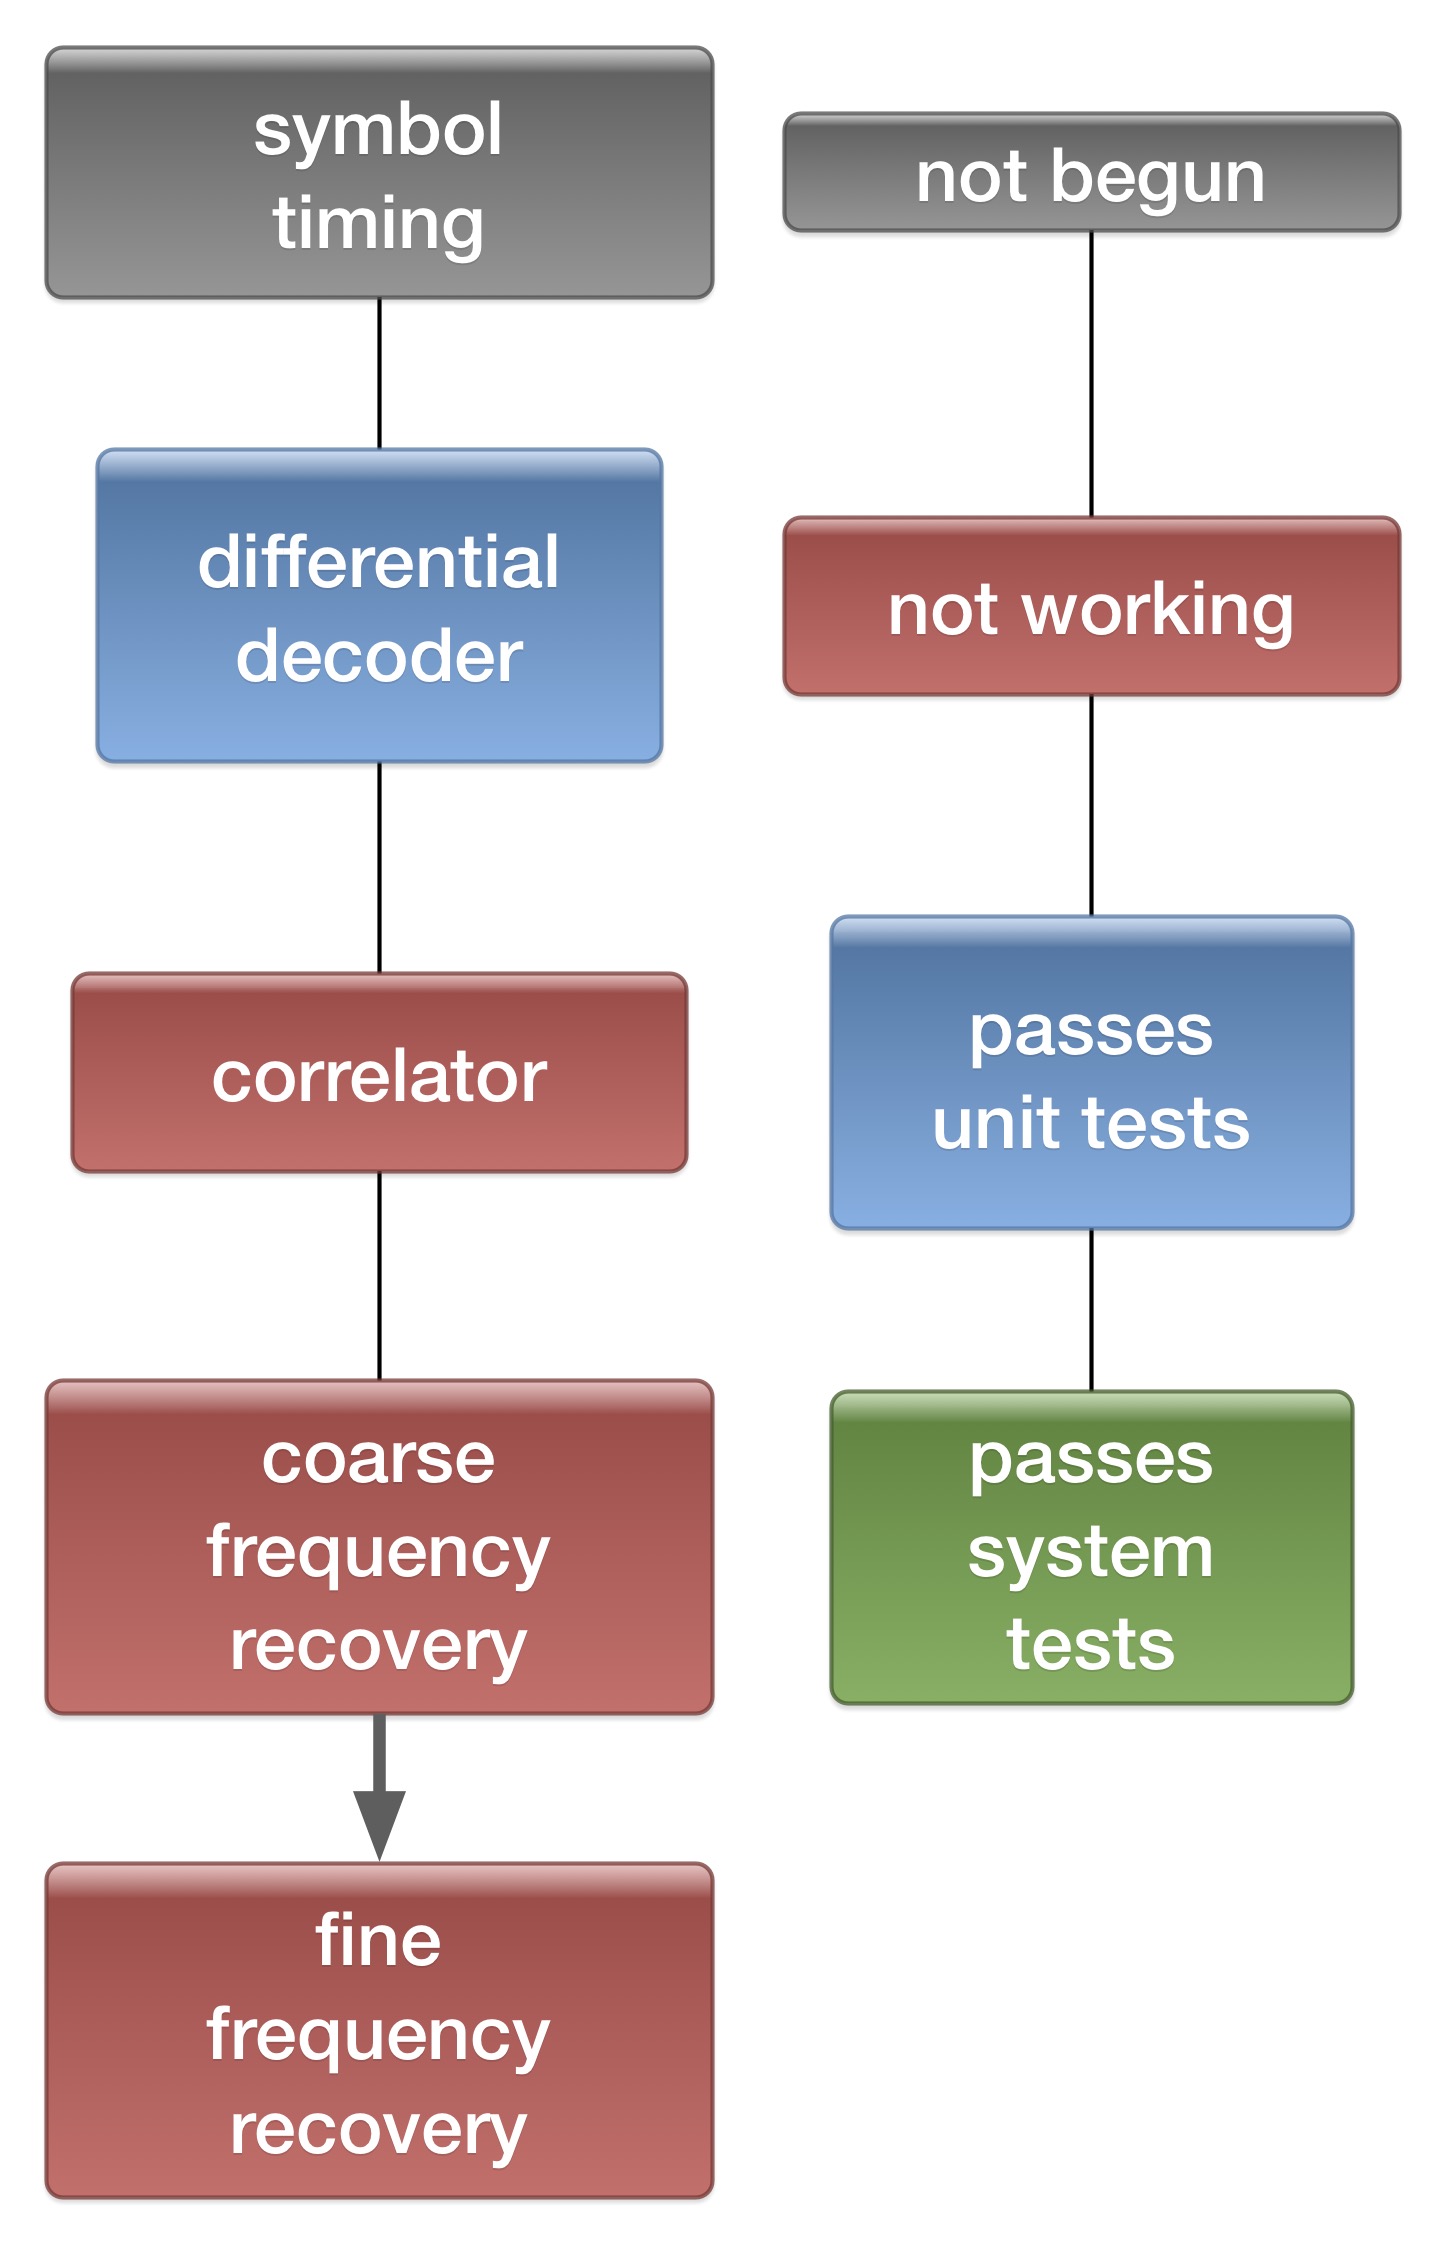 symbol
timing
differential
decoder
correlator
coarse
frequency
recovery
fine
frequency
recovery
not begun
not working
passes
unit tests
passes
system
tests